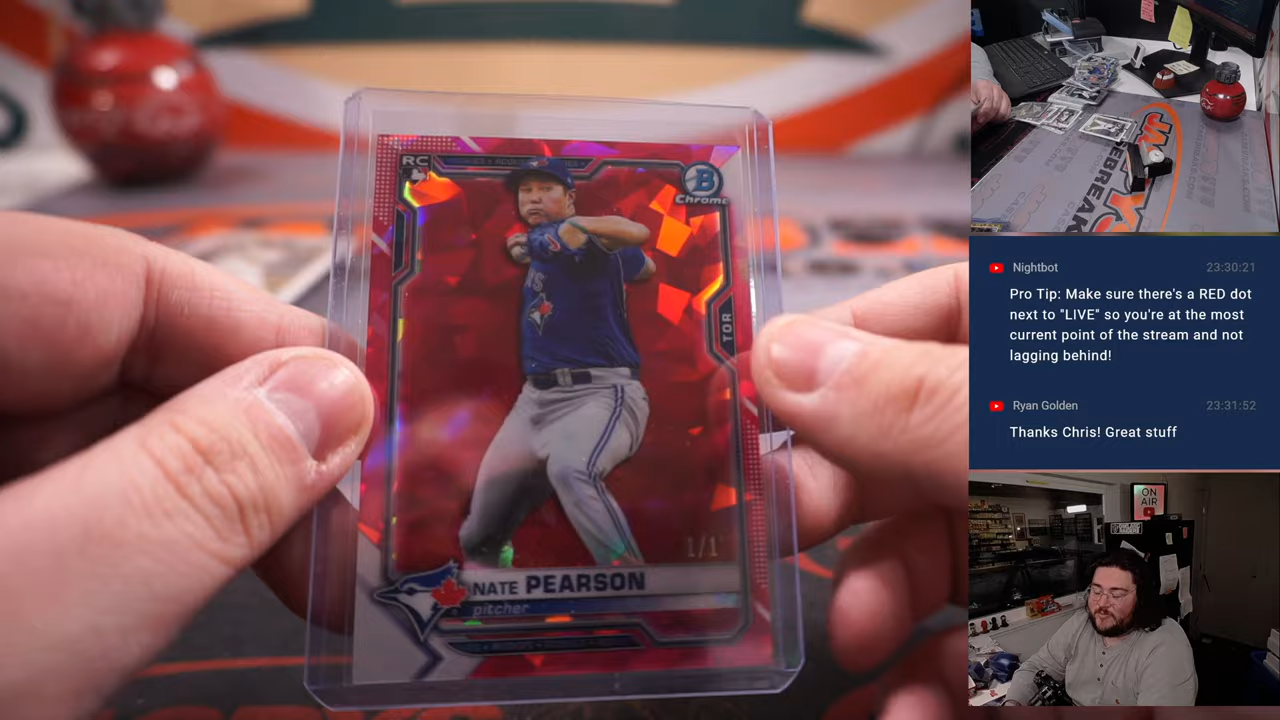 RC
B
Chrome
TOR
1/1
NATE PEARSON
pitcher
Nightbot 23:30:21
Pro Tip: Make sure there's a RED dot
next to "LIVE" so you're at the most
current point of the stream and not
lagging behind!
Ryan Golden 23:31:52
Thanks Chris! Great stuff
ON
AIR